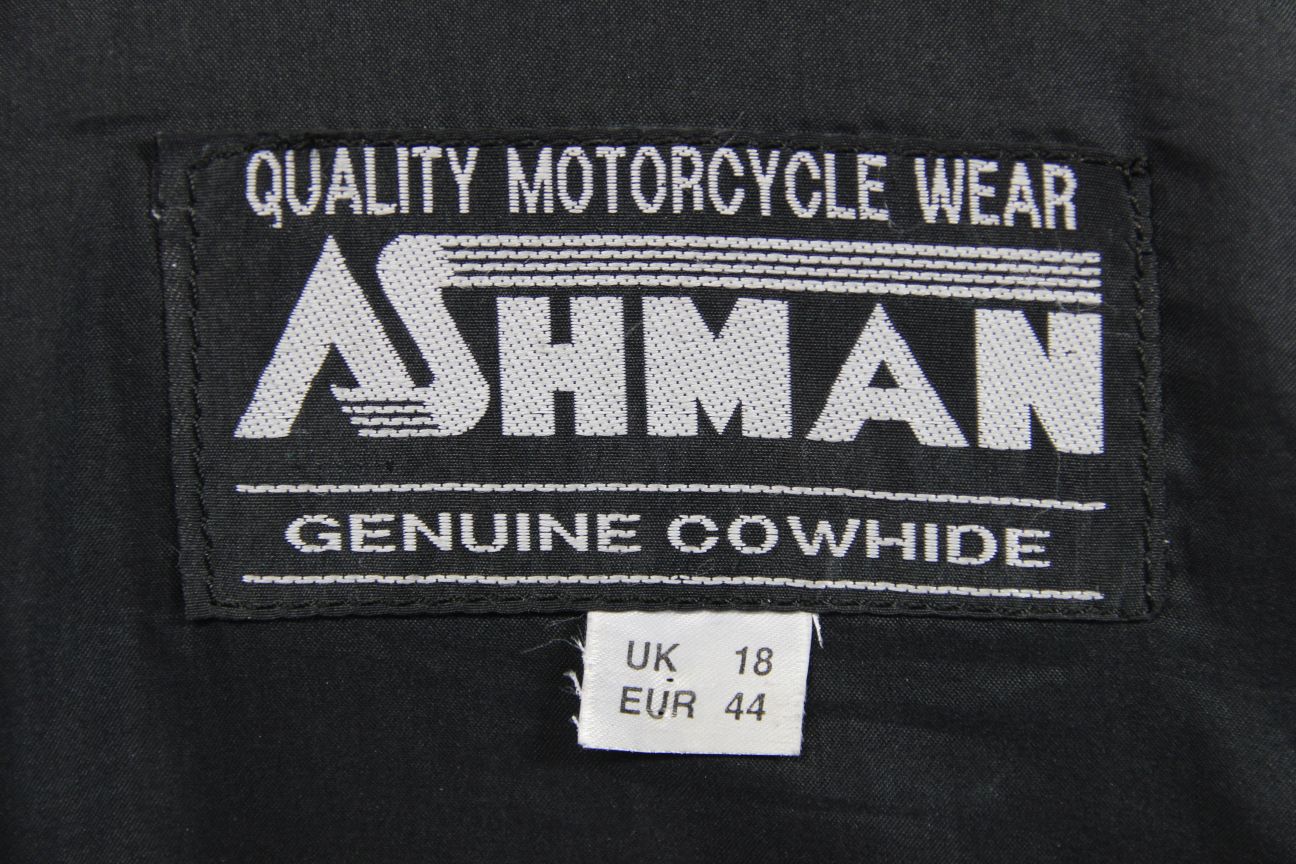 QUALITY MOTORCYCLE WEAR
ASHMAN
GENUINE COWHIDE
UK 18
EUR 44